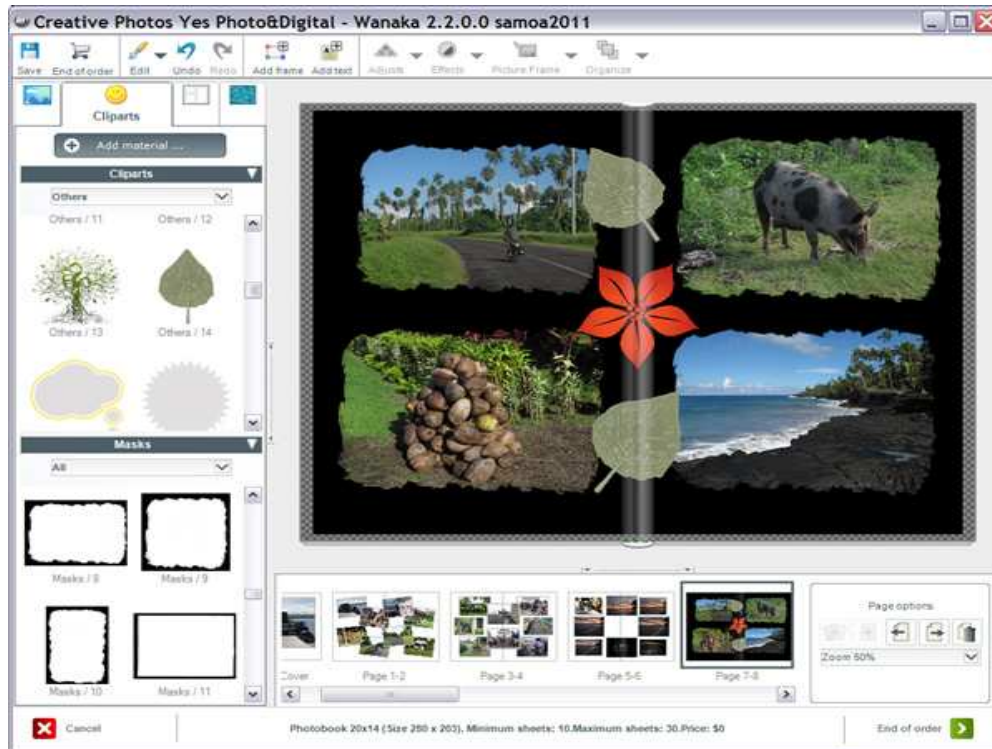 Creative Photos Yes Photo&Digital - Wanaka 2.2.0.0 samoa2011
Save End of order Edit Undo Redo Add frame Add text Adjusts Effects Picture Frame Organize
Cliparts
Add material ...
Cliparts
Others
Others / 11 Others / 12
Others / 13 Others / 14
Masks
All
Masks / 8 Masks / 9
Masks / 10 Masks / 11
Cover Page 1-2 Page 3-4 Page 5-6 Page 7-8
Page options
Zoom 50%
Cancel
Photobook 20x14 (Size 280 x 203), Minimum sheets: 10.Maximum sheets: 30.Price: $0
End of order